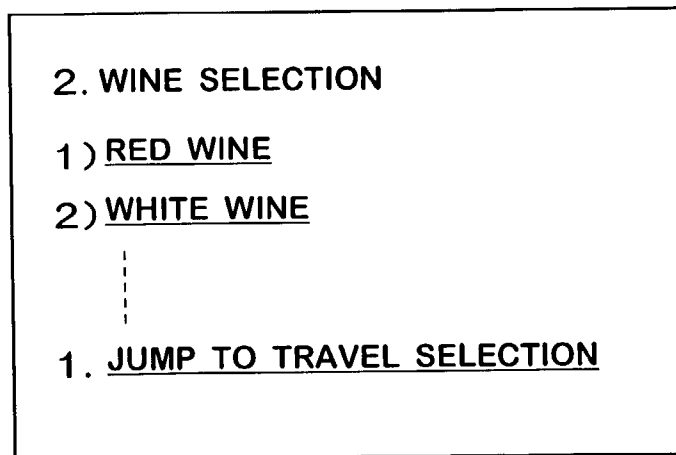 2. WINE SELECTION
1) RED WINE
2) WHITE WINE
1. JUMP TO TRAVEL SELECTION